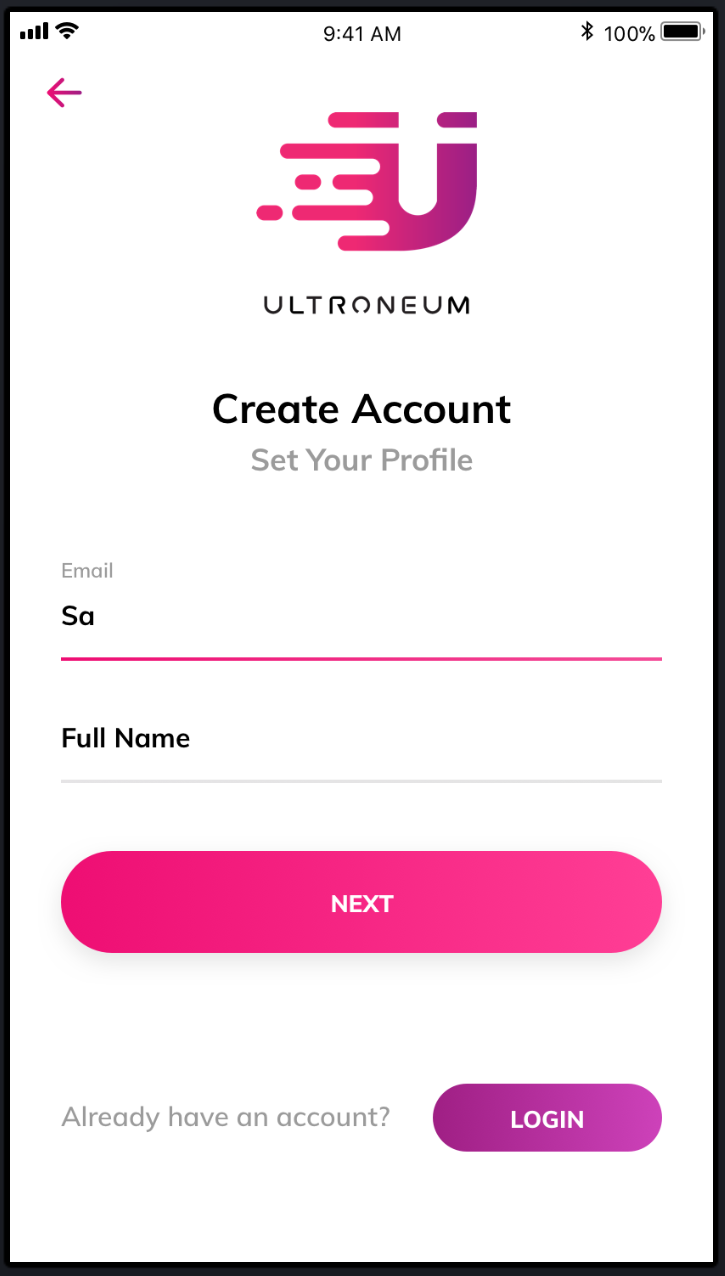 9:41 AM 100%
ULTRONEUM
Create Account
Set Your Profile
Email
Sa
Full Name
NEXT
Already have an account? LOGIN